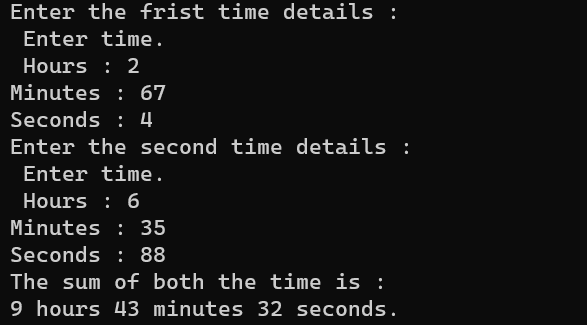 Enter the frist time details :
Enter time.
Hours : 2
Minutes : 67
Seconds : 4
Enter the second time details :
Enter time.
Hours : 6
Minutes : 35
Seconds : 88
The sum of both the time is :
9 hours 43 minutes 32 seconds.